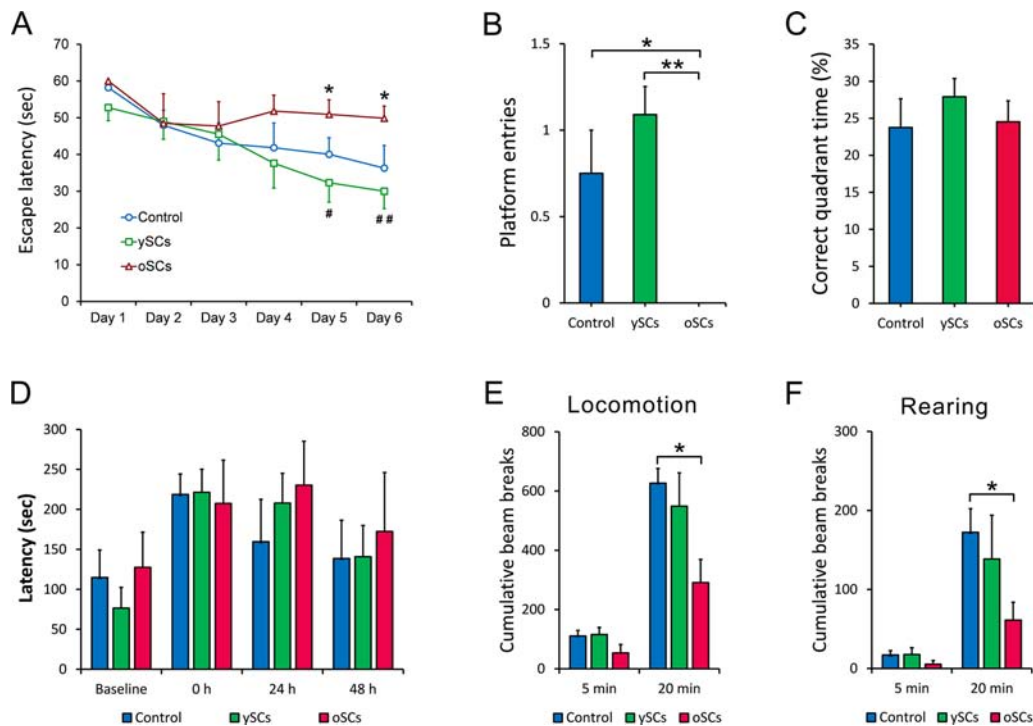 A
Escape latency (sec)
70
60
50
40
30
20
10
0
*
*
#
##
Control
ySCs
oSCs
Day 1 Day 2 Day 3 Day 4 Day 5 Day 6
B
Platform entries
1.5
1
0.5
0
*
**
Control ySCs oSCs
C
Correct quadrant time (%)
35
30
25
20
15
10
5
0
Control ySCs oSCs
D
Latency (sec)
300
250
200
150
100
50
0
Baseline 0 h 24 h 48 h
Control ySCs oSCs
E
Locomotion
Cumulative beam breaks
800
600
400
200
0
*
5 min 20 min
Control ySCs oSCs
F
Rearing
Cumulative beam breaks
300
200
100
0
*
5 min 20 min
Control ySCs oSCs